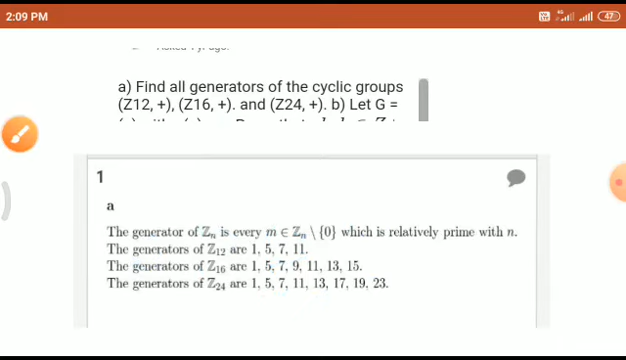 2:09 PM
47
a) Find all generators of the cyclic groups
(Z12, +), (Z16, +). and (Z24, +). b) Let G =
1
a
The generator of ℤₙ is every m ∈ ℤₙ \ {0} which is relatively prime with n.
The generators of ℤ₁₂ are 1, 5, 7, 11.
The generators of ℤ₁₆ are 1, 5, 7, 9, 11, 13, 15.
The generators of ℤ₂₄ are 1, 5, 7, 11, 13, 17, 19, 23.